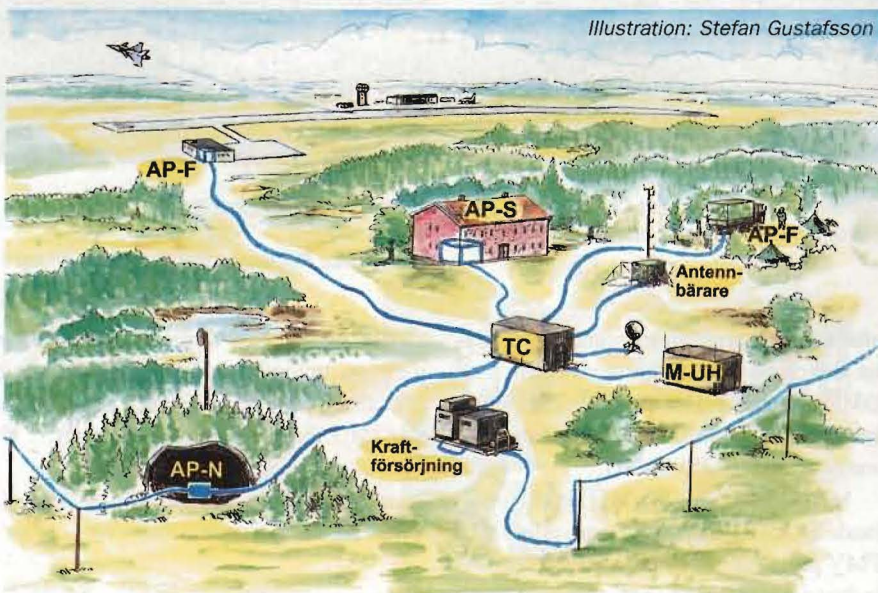 Illustration: Stefan Gustafsson
AP-F
AP-S
AP-F
Antenn-
bärare
TC
M-UH
Kraft-
försörjning
AP-N